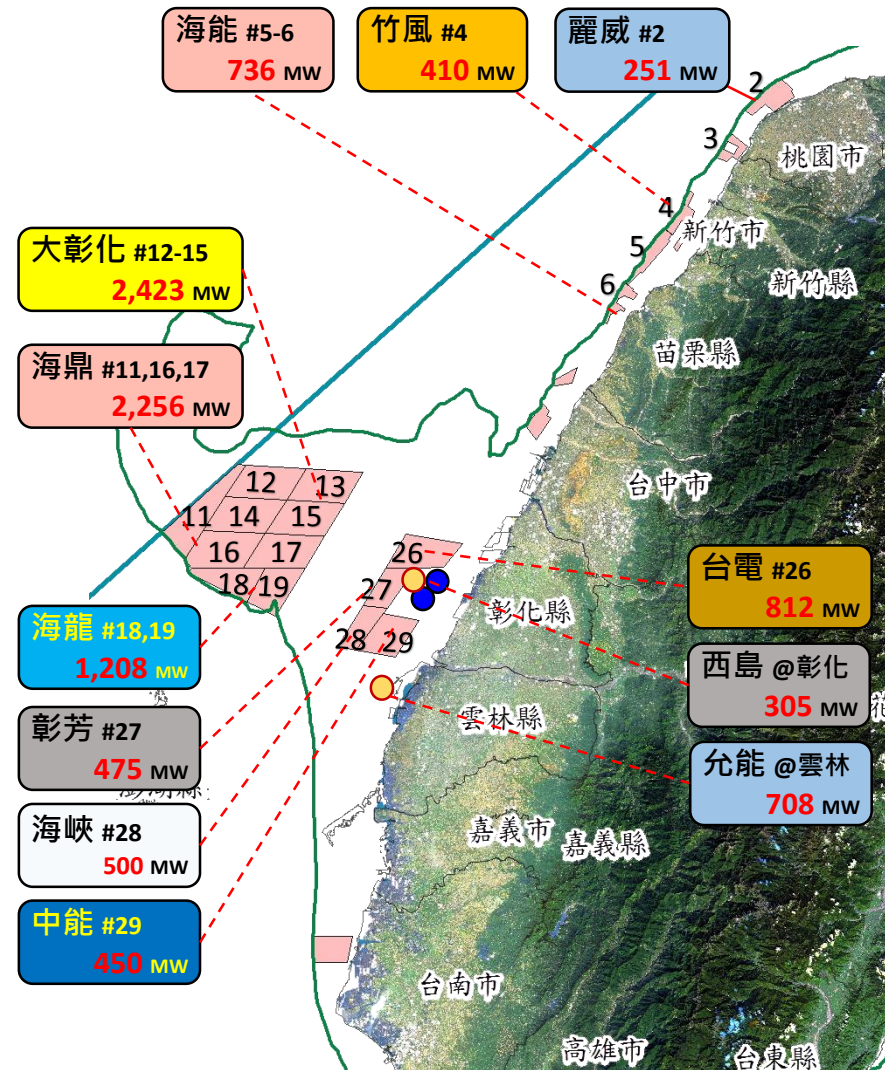 海能 #5-6
736 MW
竹風 #4
410 MW
麗威 #2
251 MW
2
3
桃園市
4
新竹市
5
新竹縣
6
大彰化 #12-15
2,423 MW
苗栗縣
海鼎 #11,16,17
2,256 MW
台中市
12
13
11
14
15
16
17
18
19
26
27
28
29
彰化縣
台電 #26
812 MW
海龍 #18,19
1,208 MW
西島 @彰化
305 MW
雲林縣
彰芳 #27
475 MW
允能 @雲林
708 MW
海峽 #28
500 MW
嘉義市
嘉義縣
中能 #29
450 MW
台南市
高雄市
台東縣